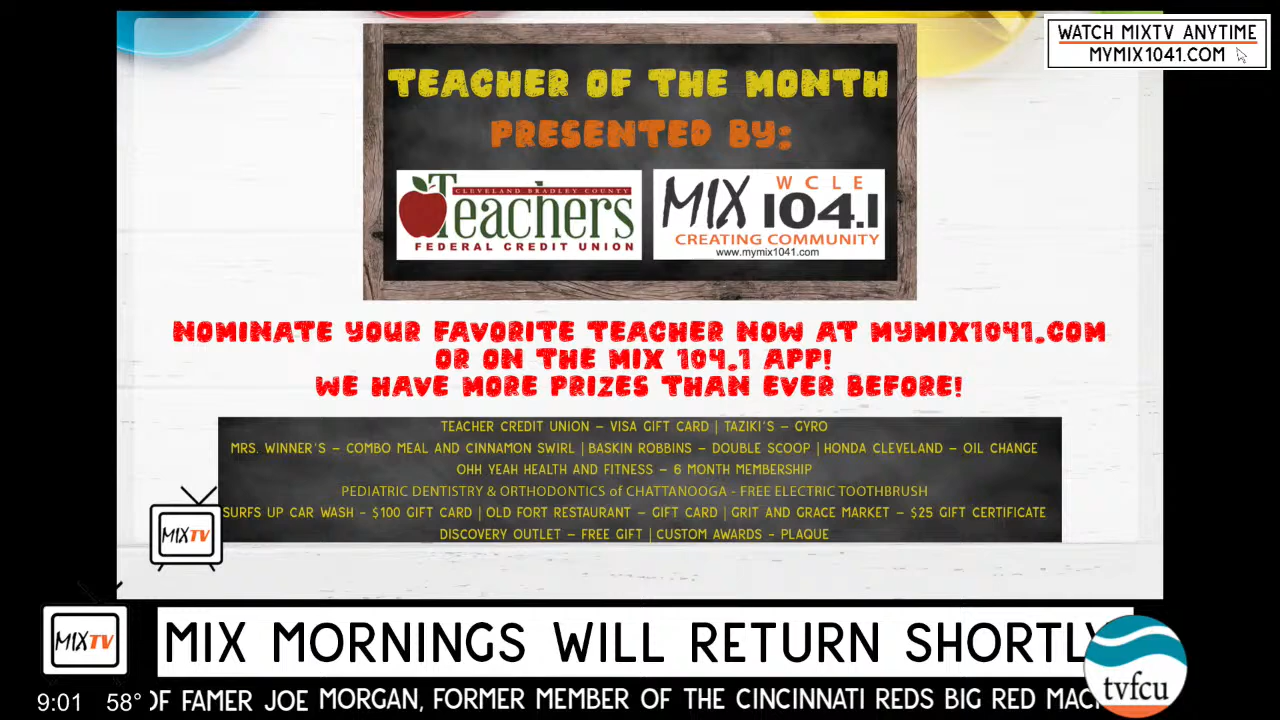 WATCH MIXTV ANYTIME
MYMIX1041.COM
TEACHER OF THE MONTH
PRESENTED BY:
CLEVELAND BRADLEY COUNTY
Teachers
FEDERAL CREDIT UNION
WCLE
MIX 104.1
CREATING COMMUNITY
www.mymix1041.com
NOMINATE YOUR FAVORITE TEACHER NOW AT MYMIX1041.COM
OR ON THE MIX 104.1 APP!
WE HAVE MORE PRIZES THAN EVER BEFORE!
TEACHER CREDIT UNION – VISA GIFT CARD | TAZIKI'S – GYRO
MRS. WINNER'S – COMBO MEAL AND CINNAMON SWIRL | BASKIN ROBBINS – DOUBLE SCOOP | HONDA CLEVELAND – OIL CHANGE
OHH YEAH HEALTH AND FITNESS – 6 MONTH MEMBERSHIP
PEDIATRIC DENTISTRY & ORTHODONTICS of CHATTANOOGA - FREE ELECTRIC TOOTHBRUSH
SURFS UP CAR WASH - $100 GIFT CARD | OLD FORT RESTAURANT – GIFT CARD | GRIT AND GRACE MARKET – $25 GIFT CERTIFICATE
DISCOVERY OUTLET – FREE GIFT | CUSTOM AWARDS – PLAQUE
MIXTV
MIXTV
MIX MORNINGS WILL RETURN SHORTLY
tvfcu
9:01 58° OF FAMER JOE MORGAN, FORMER MEMBER OF THE CINCINNATI REDS BIG RED